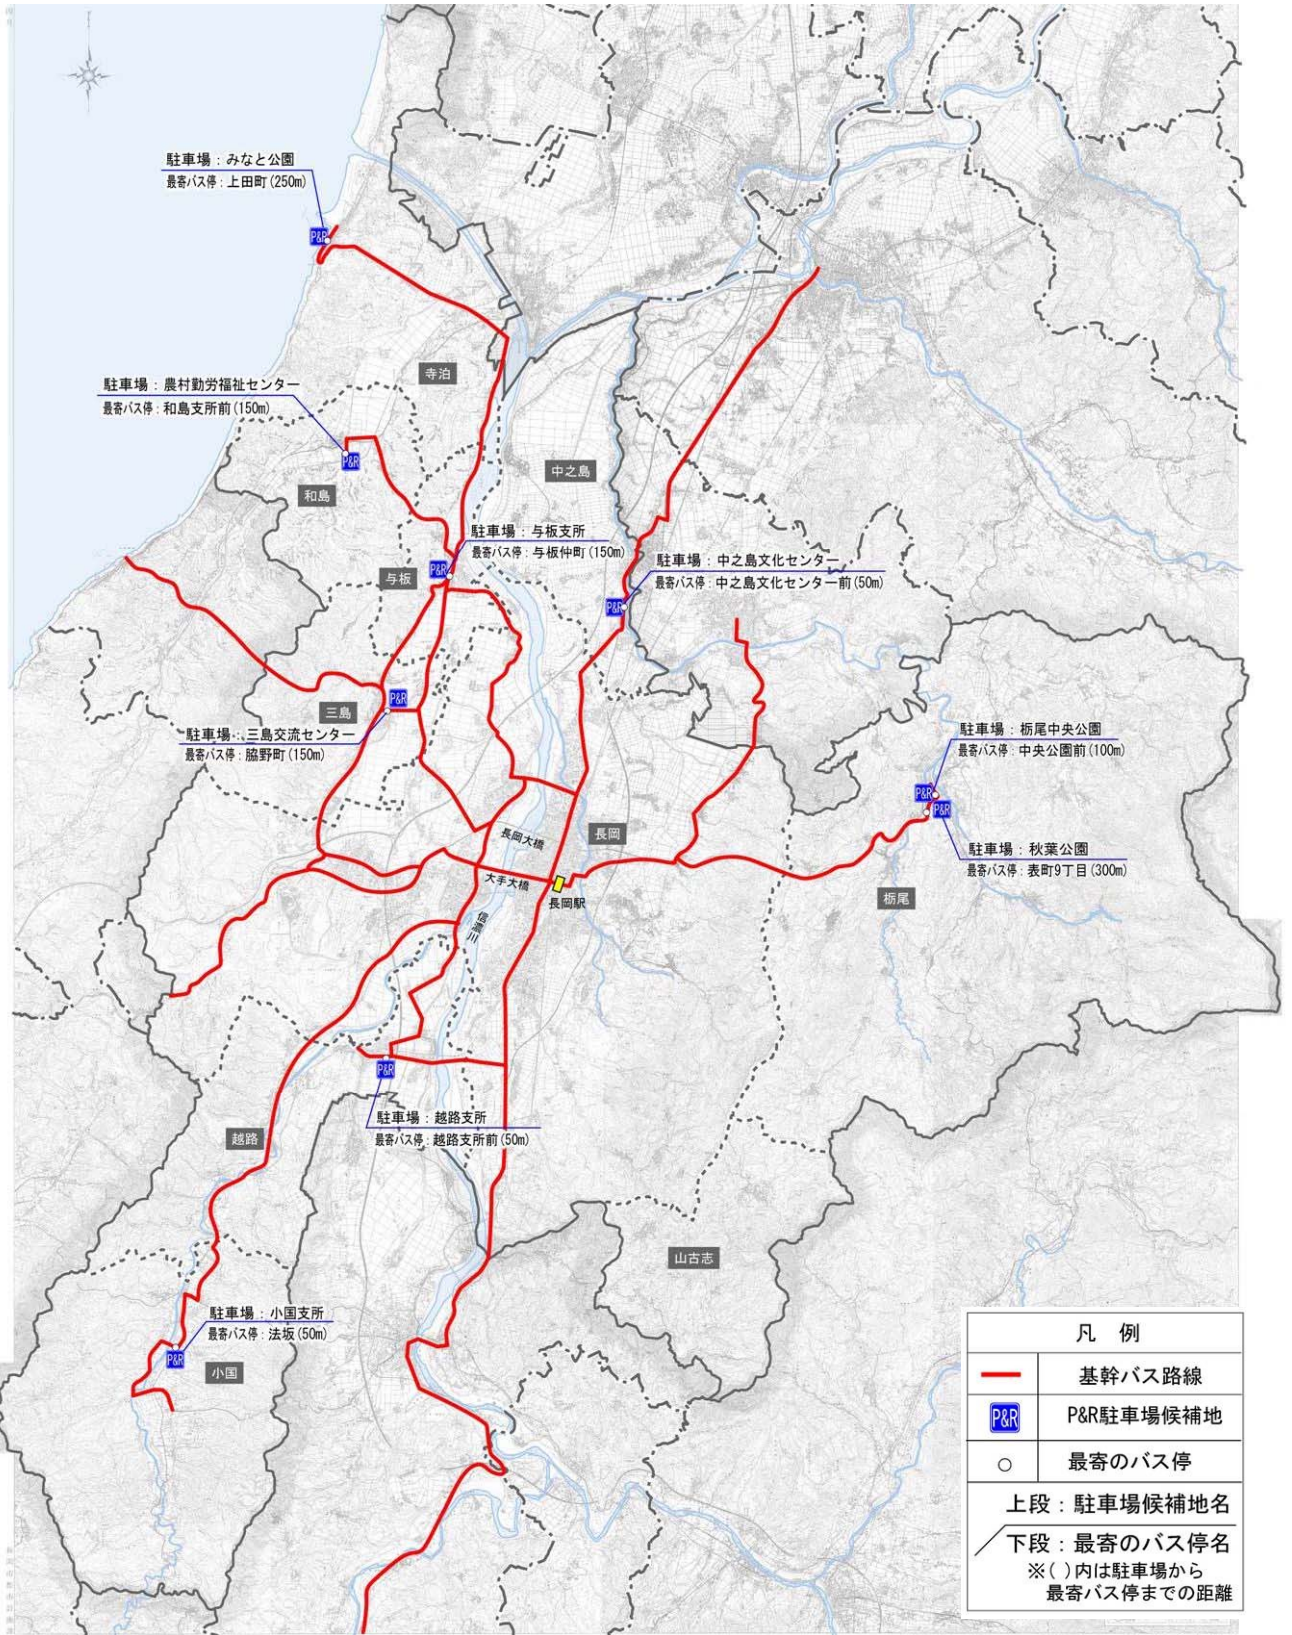 駐車場：みなと公園
最寄バス停：上田町(250m)
P&R
寺泊
駐車場：農村勤労福祉センター
最寄バス停：和島支所前(150m)
P&R
和島
中之島
駐車場：与板支所
最寄バス停：与板仲町(150m)
P&R
与板
駐車場：中之島文化センター
最寄バス停：中之島文化センター前(50m)
P&R
P&R
三島
駐車場：三島交流センター
最寄バス停：脇野町(150m)
駐車場：栃尾中央公園
最寄バス停：中央公園前(100m)
P&R
P&R
駐車場：秋葉公園
最寄バス停：表町9丁目(300m)
長岡大橋
長岡
大手大橋
長岡駅
栃尾
信濃川
P&R
駐車場：越路支所
最寄バス停：越路支所前(50m)
越路
山古志
駐車場：小国支所
最寄バス停：法坂(50m)
P&R
小国
凡 例
基幹バス路線
P&R
P&R駐車場候補地
最寄のバス停
上段：駐車場候補地名
下段：最寄のバス停名
※( )内は駐車場から
最寄バス停までの距離